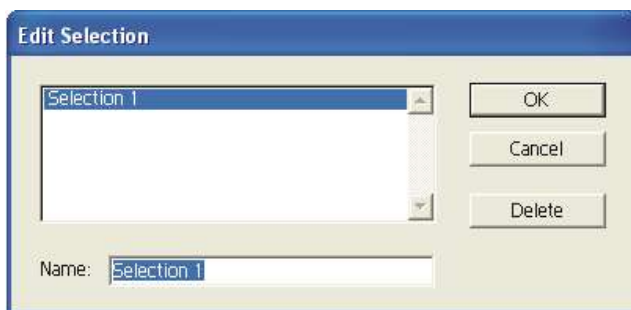 Edit Selection
Selection 1
OK
Cancel
Delete
Name: Selection 1